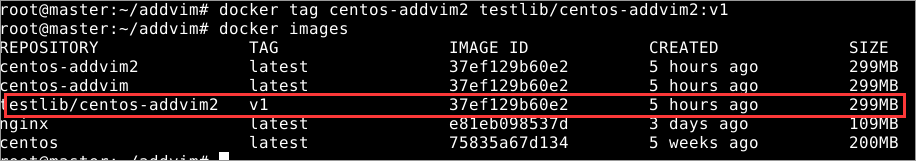 root@master:~/addvim# docker tag centos-addvim2 testlib/centos-addvim2:v1
root@master:~/addvim# docker images
REPOSITORY TAG IMAGE ID CREATED SIZE
centos-addvim2 latest 37ef129b60e2 5 hours ago 299MB
centos-addvim latest 37ef129b60e2 5 hours ago 299MB
testlib/centos-addvim2 v1 37ef129b60e2 5 hours ago 299MB
nginx latest e81eb098537d 3 days ago 109MB
centos latest 75835a67d134 5 weeks ago 200MB
root@master:~/addvim#